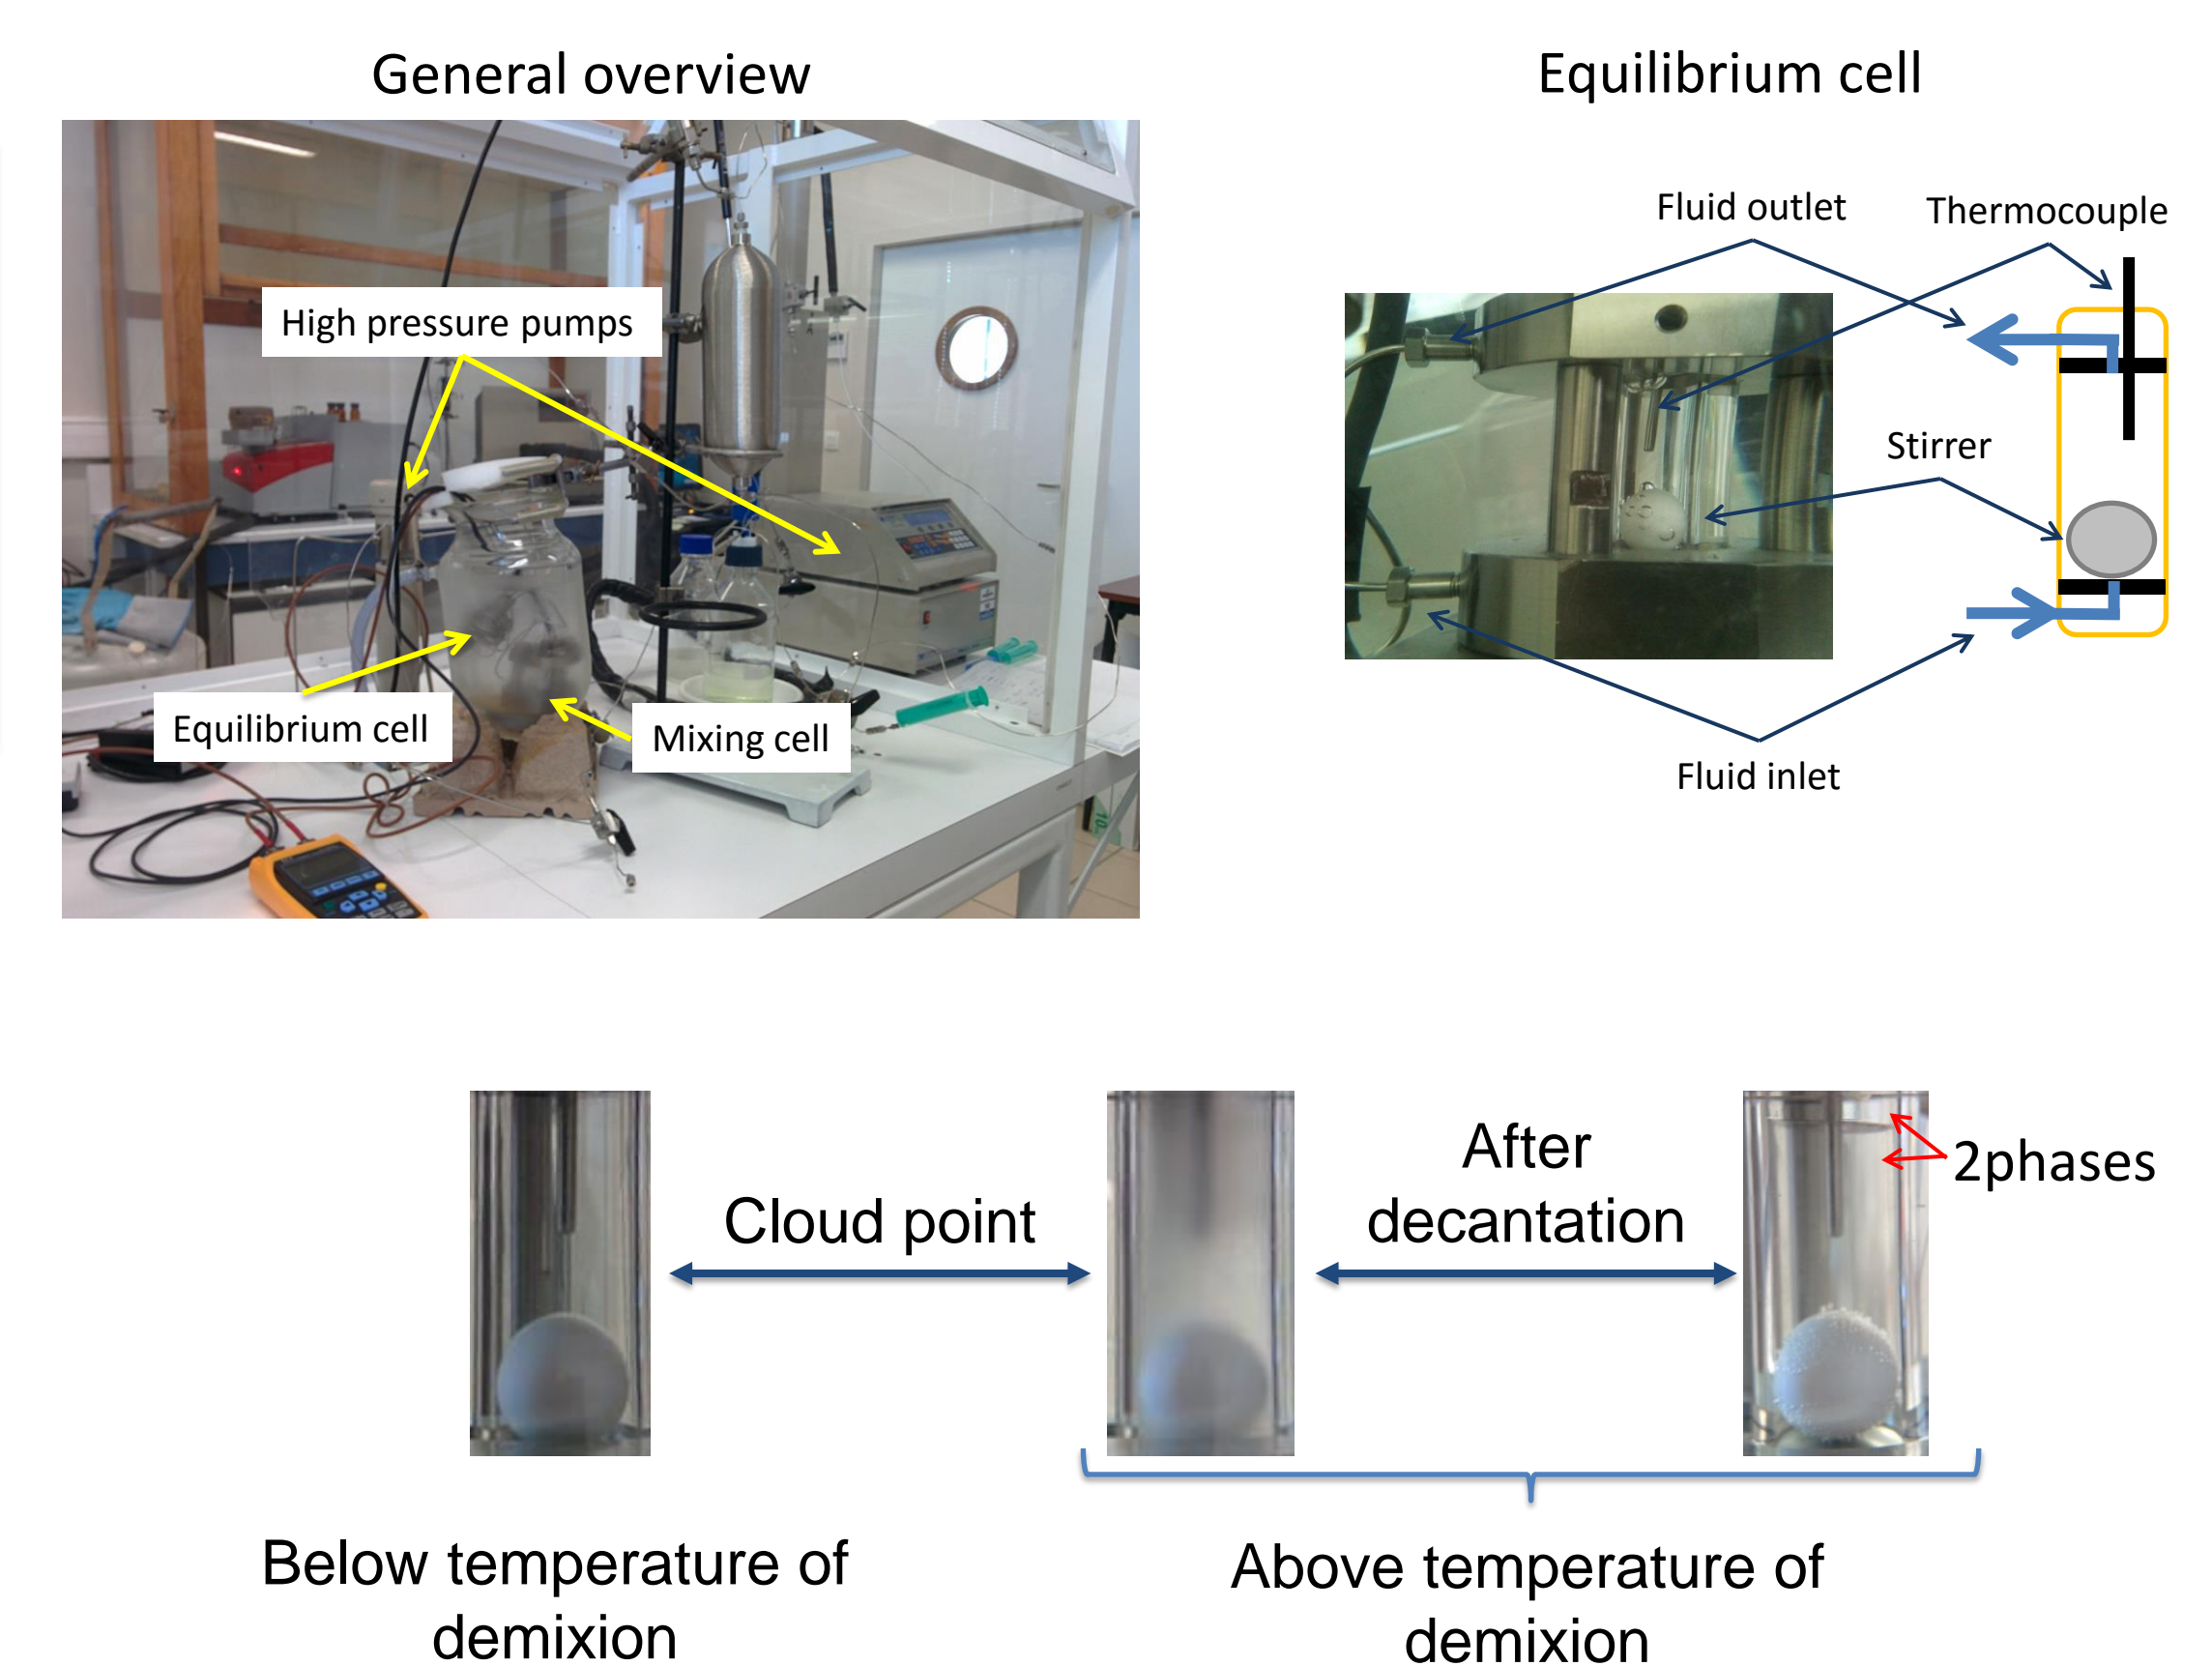 General overview
Equilibrium cell
High pressure pumps
Equilibrium cell
Mixing cell
Fluid outlet
Thermocouple
Stirrer
Fluid inlet
Cloud point
After
decantation
2phases
Below temperature of
demixion
Above temperature of
demixion